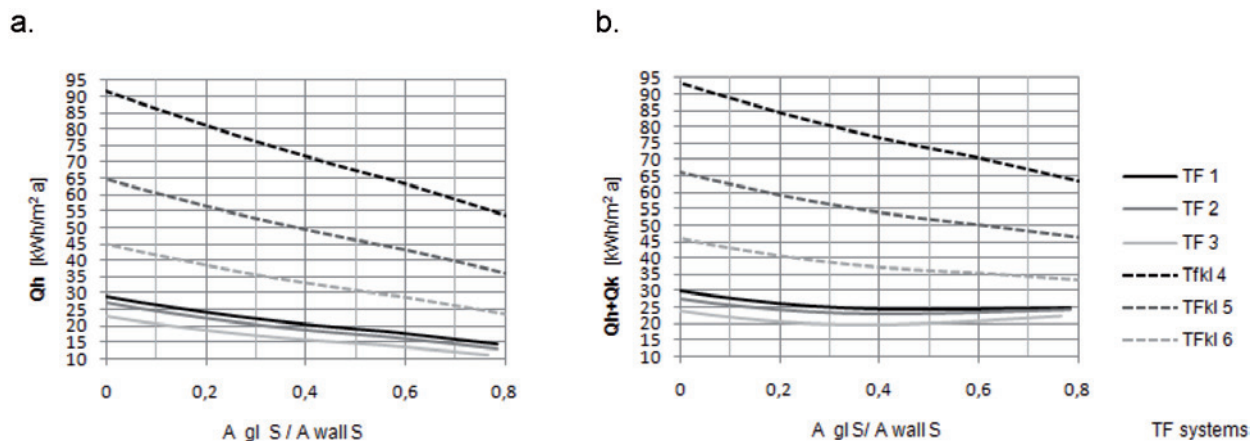 a.
95
90
85
80
75
70
65
60
55
50
45
40
35
30
25
20
15
10
Qh [kWh/m² a]
0 0,2 0,4 0,6 0,8
A gl S / A wall S
b.
95
90
85
80
75
70
65
60
55
50
45
40
35
30
25
20
15
10
Qh+Qk [kWh/m² a]
0 0,2 0,4 0,6 0,8
A gl S/ A wall S
TF 1
TF 2
TF 3
Tfkl 4
TFkl 5
TFkl 6
TF systems